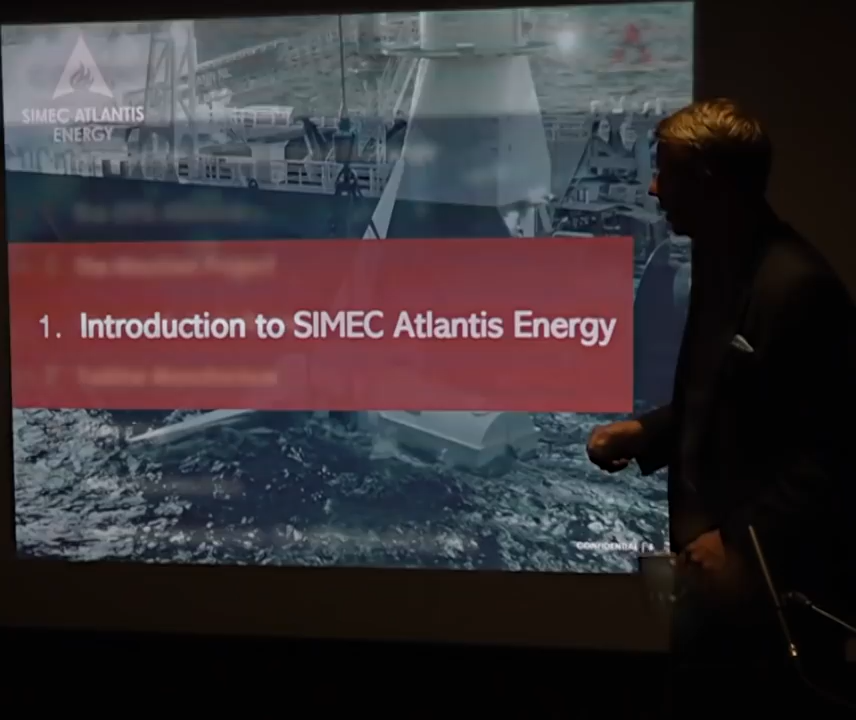 SIMEC ATLANTIS
ENERGY
1. Introduction to SIMEC Atlantis Energy
CONFIDENTIAL